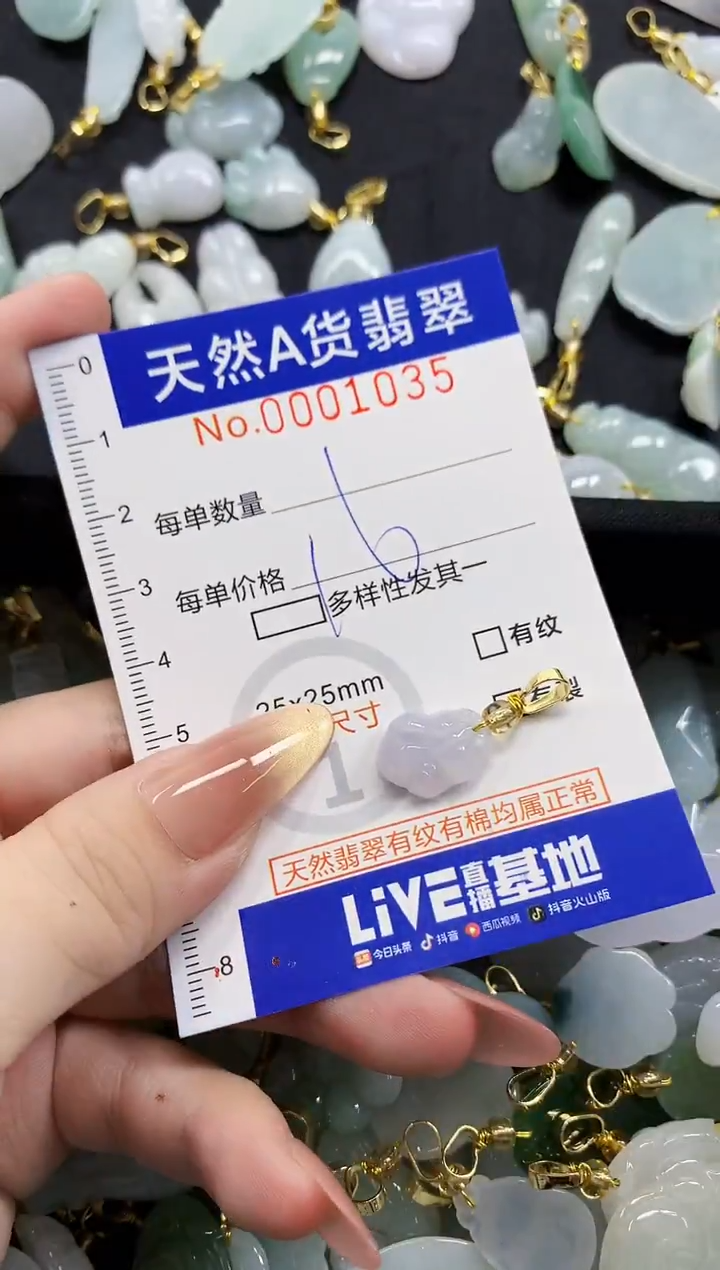 天然A货翡翠
No.0001035
0
1
2
3
4
5
8
每单数量
16
每单价格
多样性发其一
有纹
25x25mm
尺寸
1
天然翡翠有纹有棉均属正常
LiVE直播基地
今日头条 抖音 西瓜视频 抖音火山版